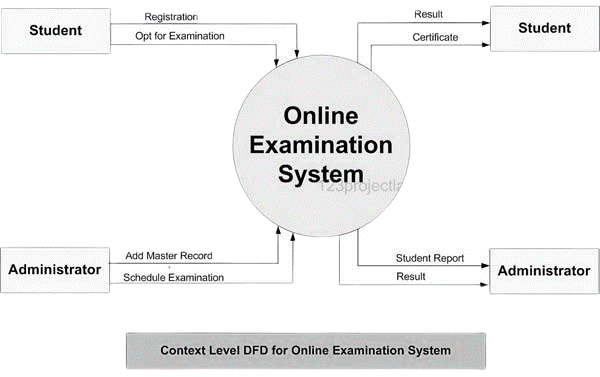 Registration
Student
Opt for Examination
Result
Student
Certificate
Online
Examination
System
123projectla
Add Master Record
Administrator
Schedule Examination
Student Report
Administrator
Result
Context Level DFD for Online Examination System